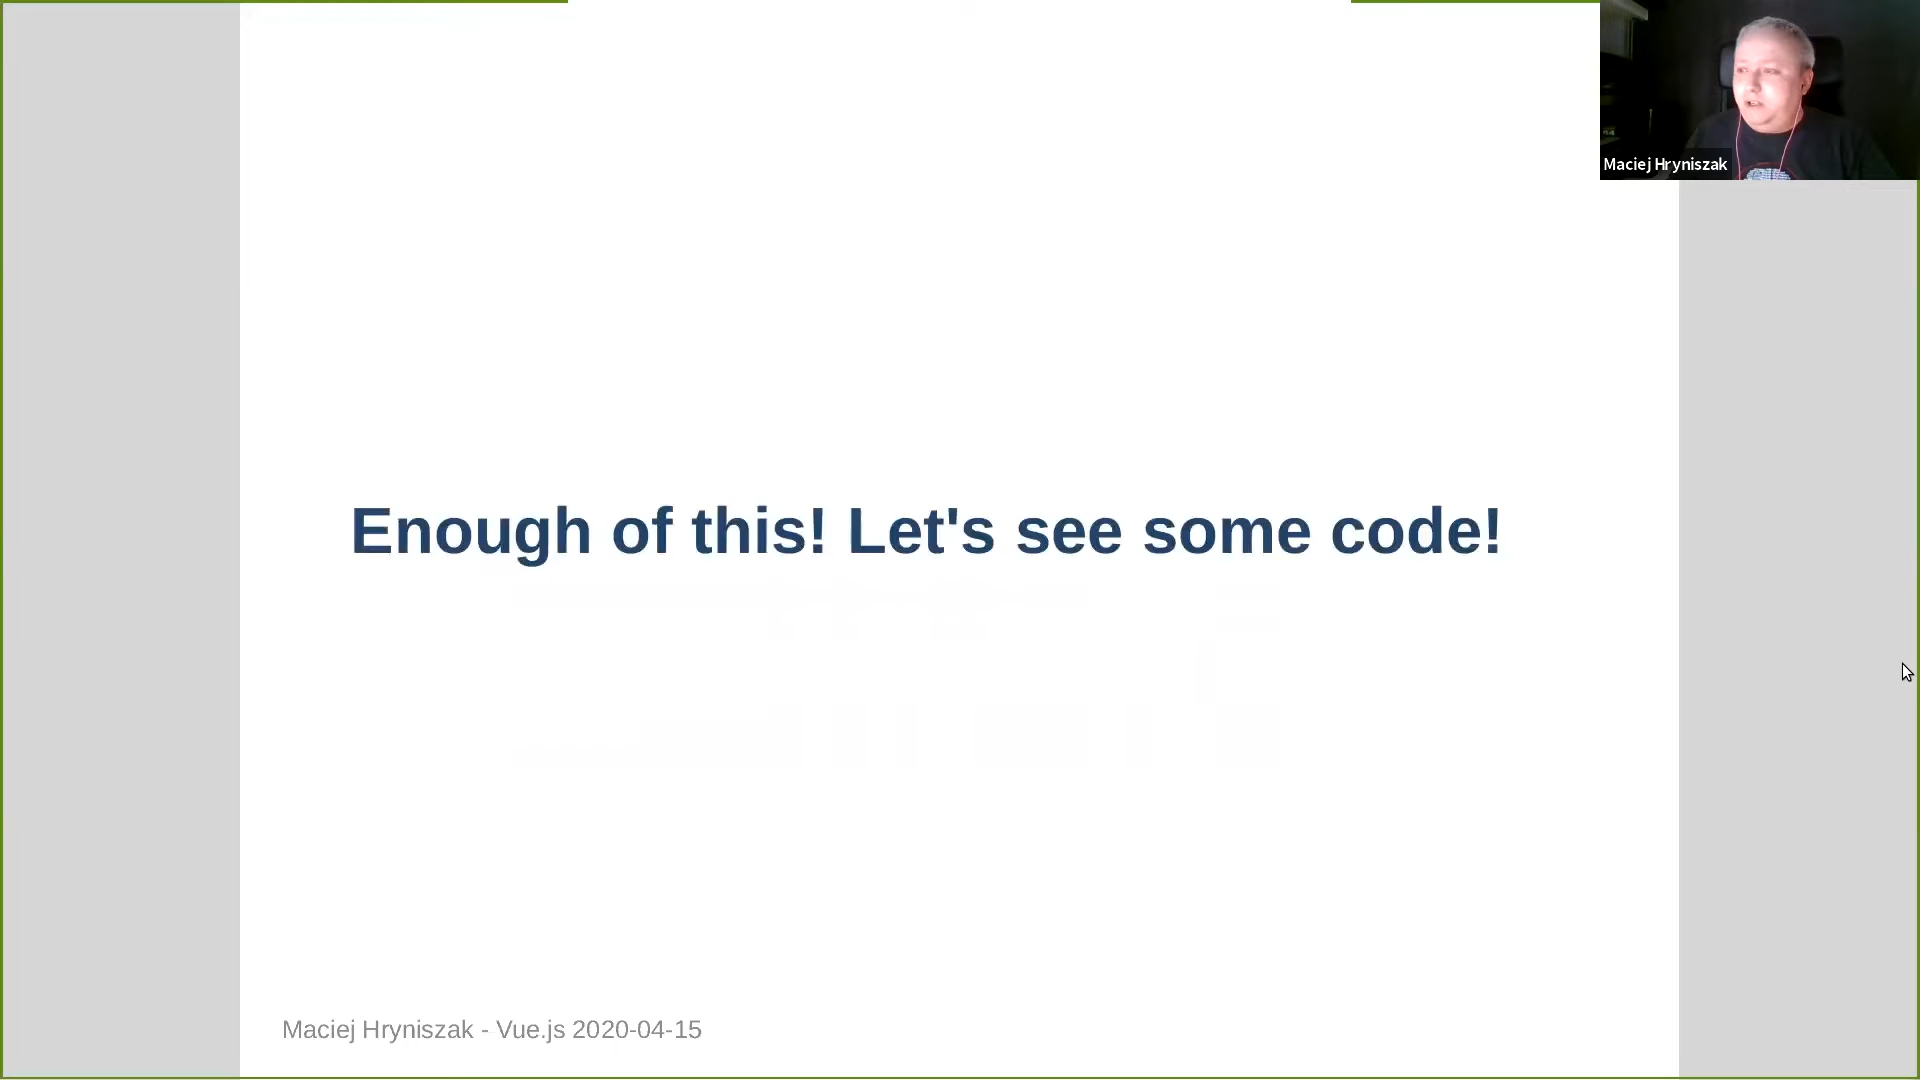 Maciej Hryniszak
Enough of this! Let's see some code!
Maciej Hryniszak - Vue.js 2020-04-15